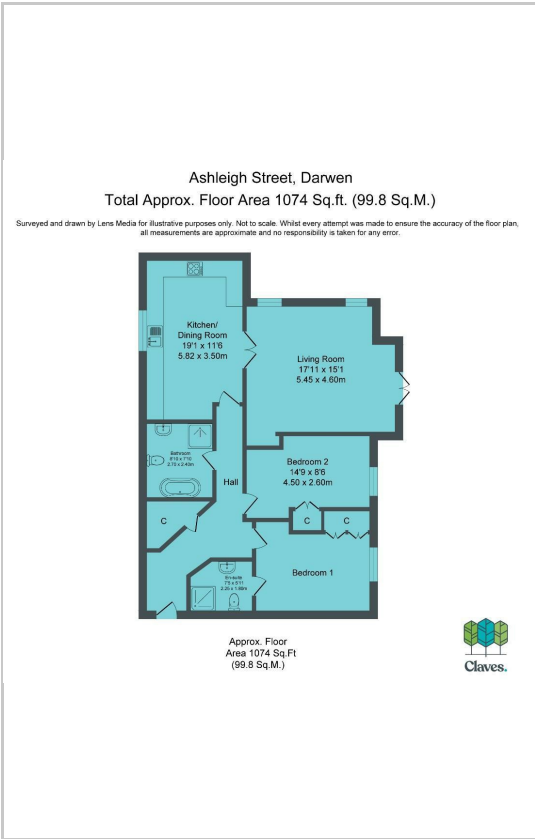 Ashleigh Street, Darwen
Total Approx. Floor Area 1074 Sq.ft. (99.8 Sq.M.)
Surveyed and drawn by Lens Media for illustrative purposes only. Not to scale. Whilst every attempt was made to ensure the accuracy of the floor plan,
all measurements are approximate and no responsibility is taken for any error.
Kitchen/
Dining Room
19'1 x 11'6
5.82 x 3.50m
Living Room
17'11 x 15'1
5.45 x 4.60m
Bathroom
2.70 x 2.40m
Hall
Bedroom 2
14'9 x 8'6
4.50 x 2.60m
C
C
C
Bedroom 1
En-suite
Approx. Floor
Area 1074 Sq.Ft
(99.8 Sq.M.)
Claves.